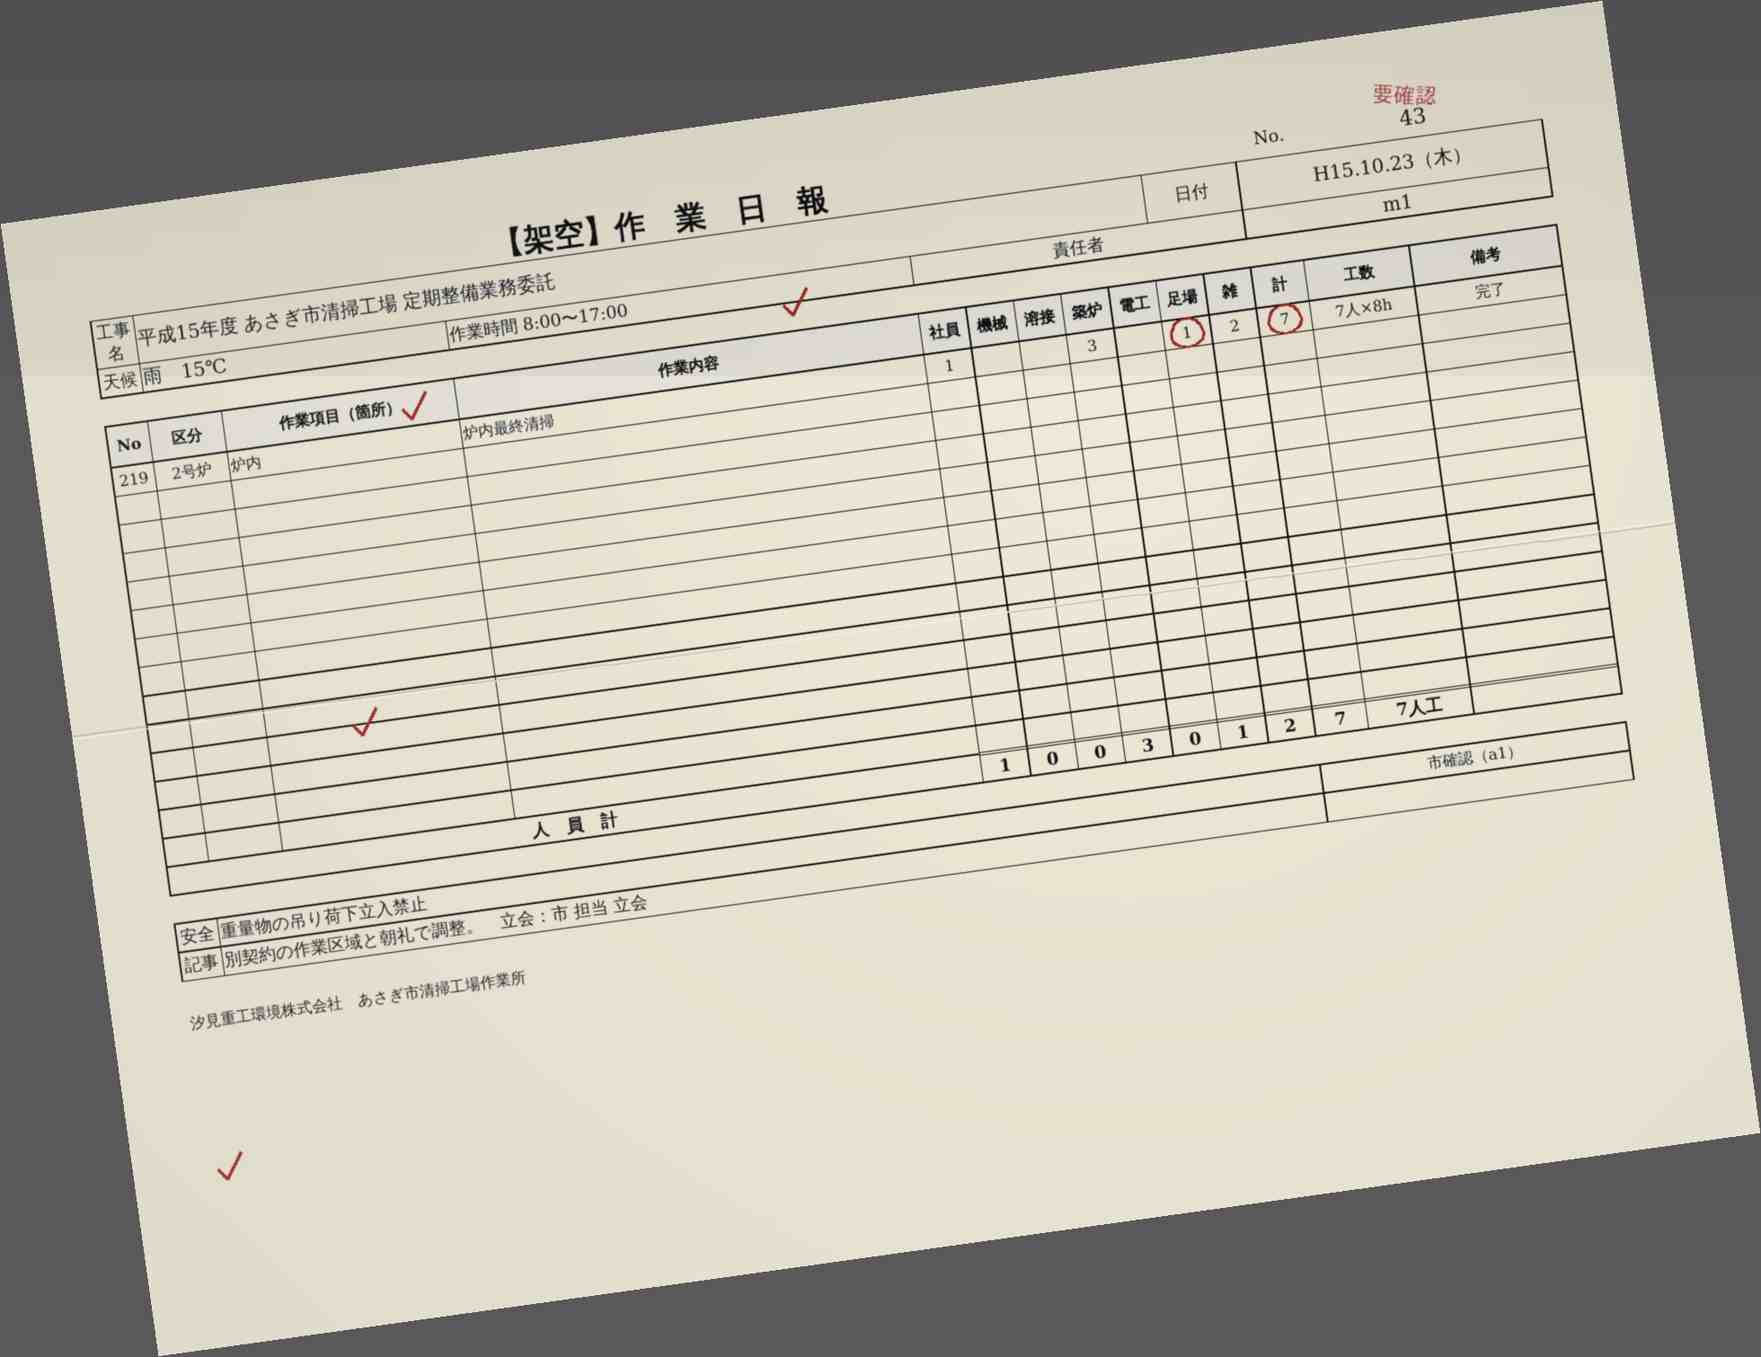 要確認
No. 43
【架空】作 業 日 報
工事名 平成15年度 あさぎ市清掃工場 定期整備業務委託 日付 H15.10.23（木）
天候 雨 15℃ 作業時間 8:00〜17:00 責任者 m1
No 区分 作業項目（箇所） 作業内容 社員 機械 溶接 築炉 電工 足場 雑 計 工数 備考
219 2号炉 炉内 炉内最終清掃 1 3 1 2 7 7人×8h 完了
人 員 計 1 0 0 3 0 1 2 7 7人工
市確認（a1）
安全 重量物の吊り荷下立入禁止
記事 別契約の作業区域と朝礼で調整。 立会：市 担当 立会
汐見重工環境株式会社 あさぎ市清掃工場作業所